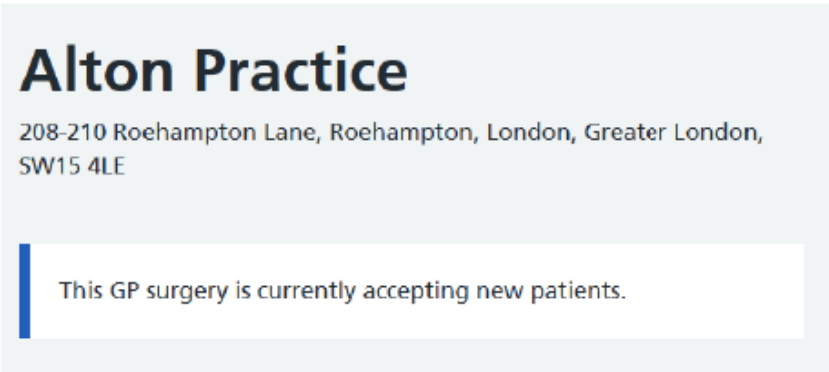 Alton Practice
208-210 Roehampton Lane, Roehampton, London, Greater London,
SW15 4LE
This GP surgery is currently accepting new patients.